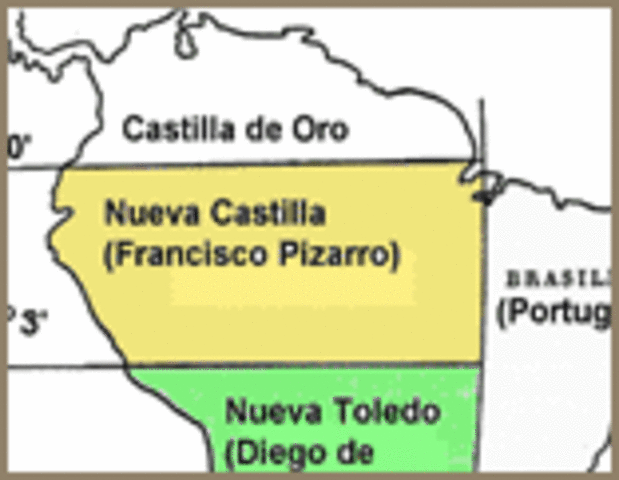 Castilla de Oro
0°
Nueva Castilla
(Francisco Pizarro)
BRASIL
(Portug
3°
Nueva Toledo
(Diego de